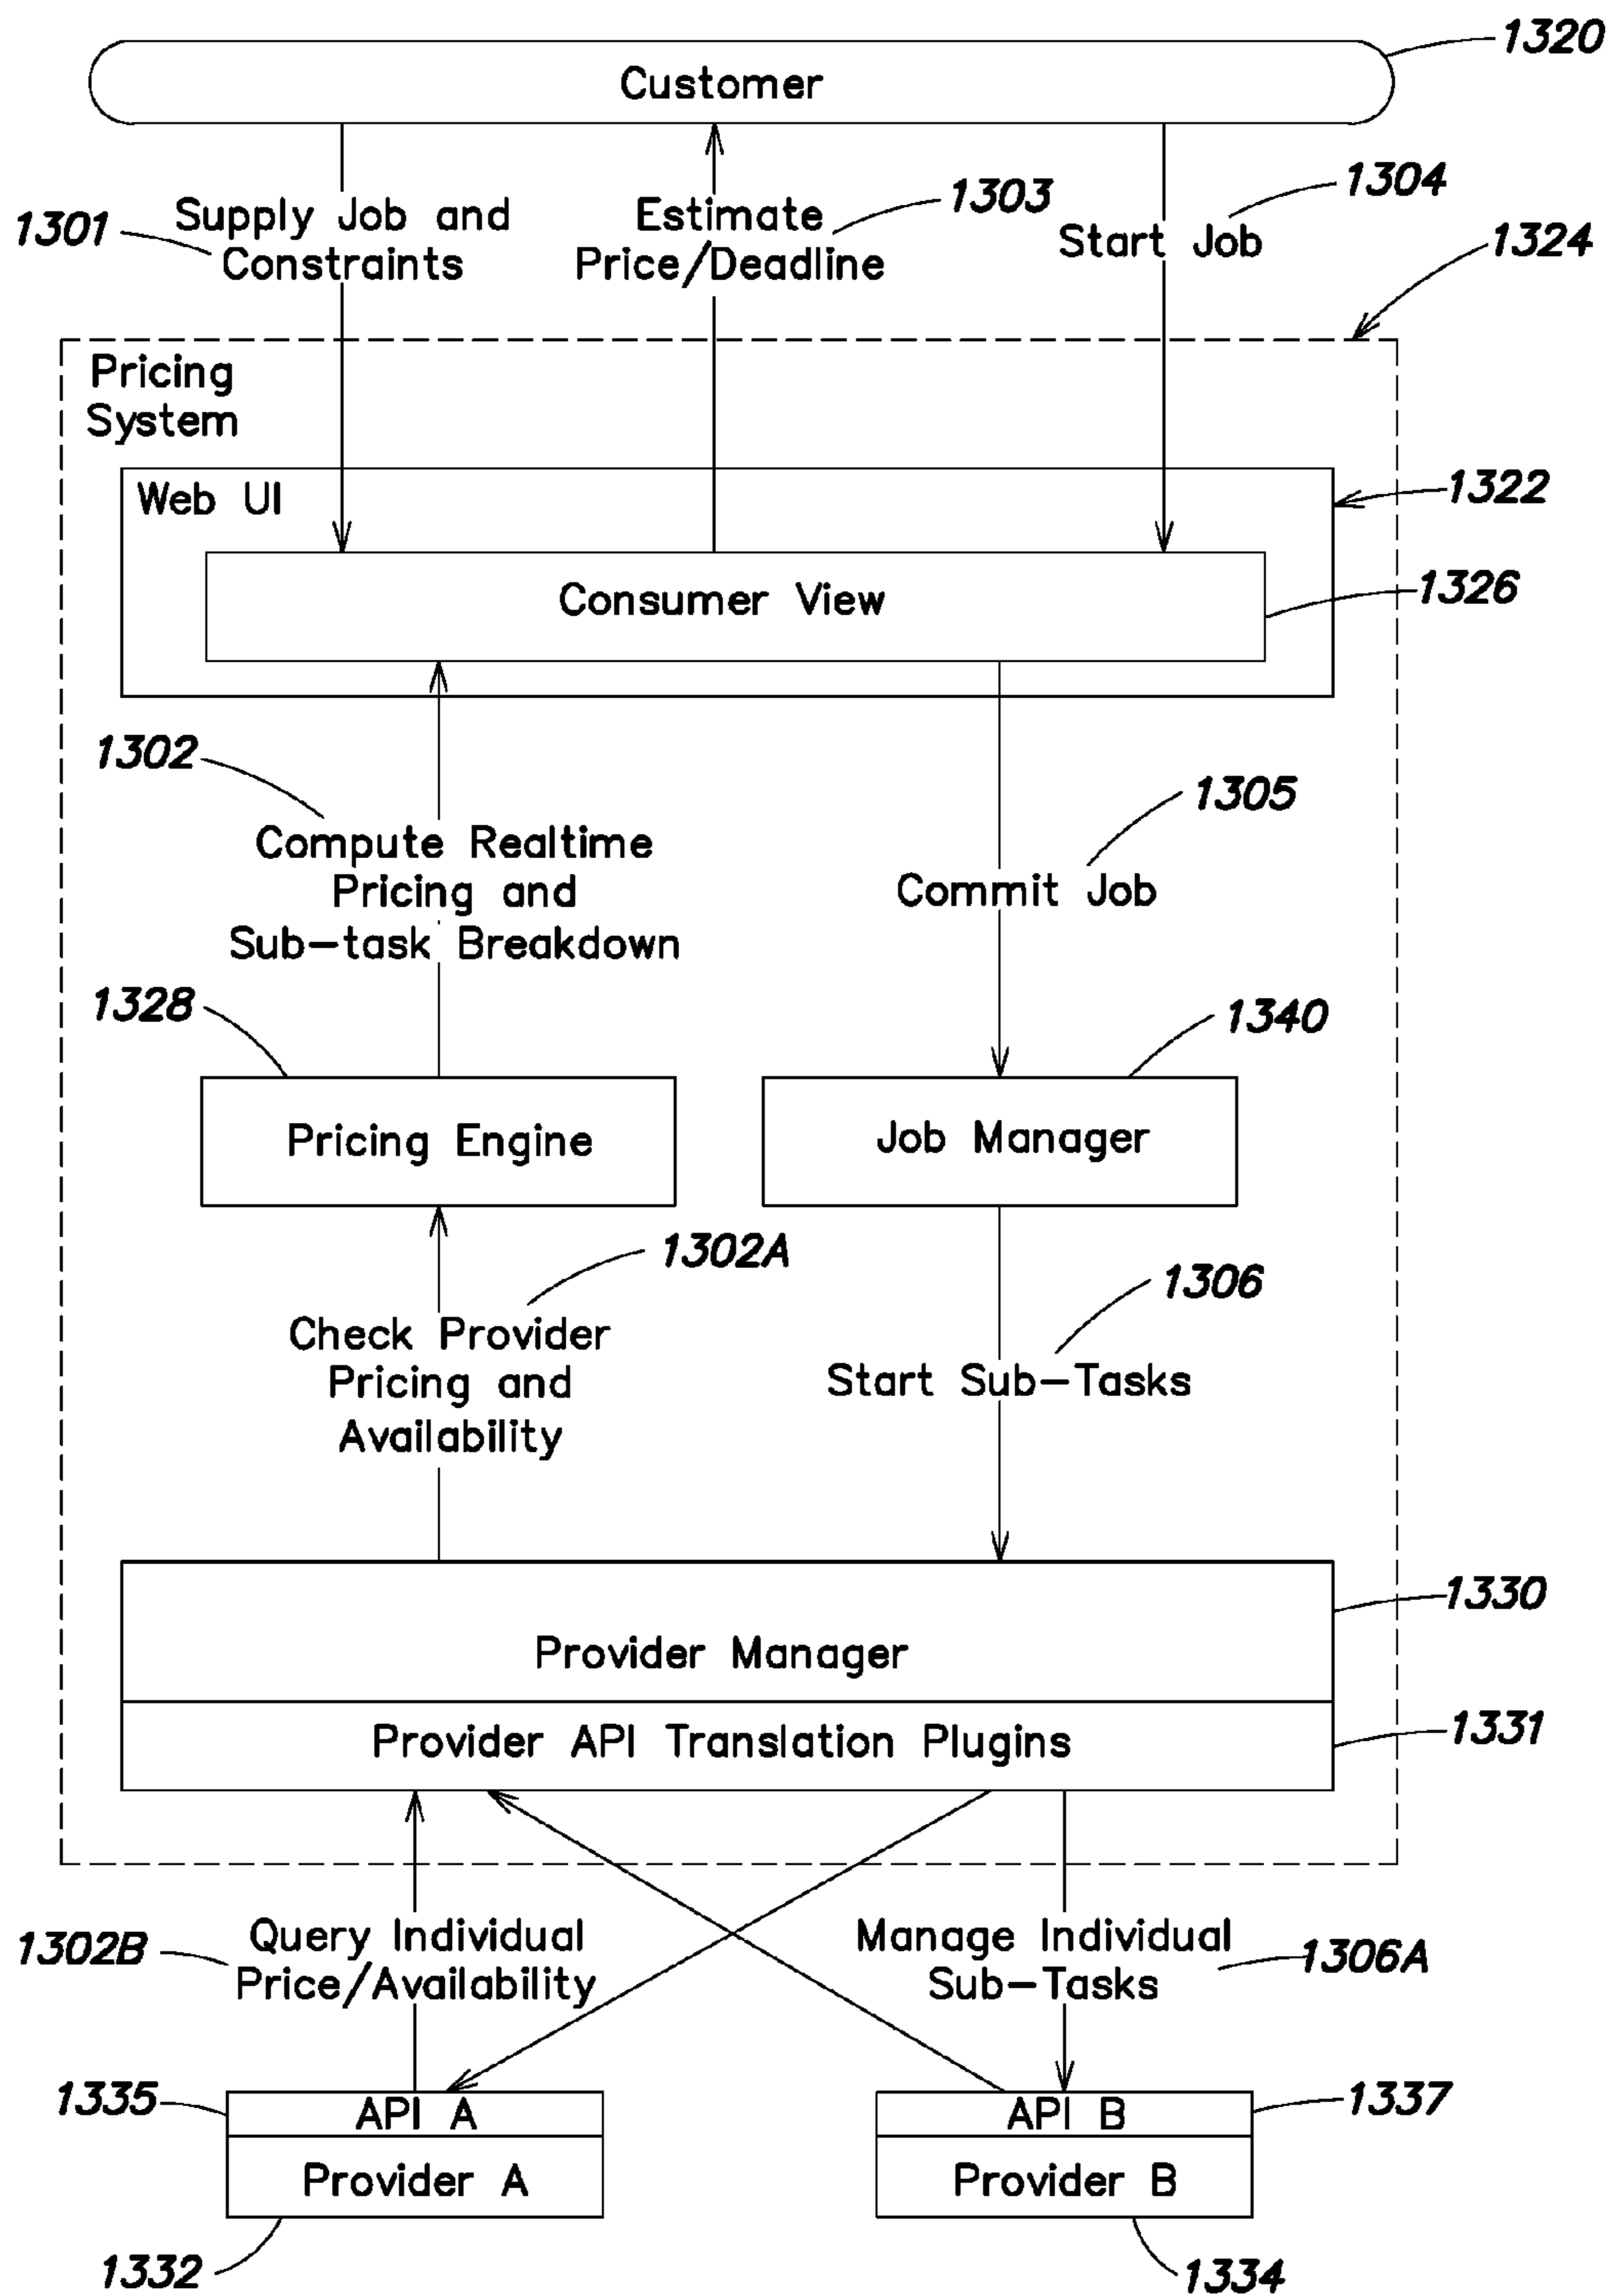 1320
Customer
1301
Supply Job and
Constraints
Estimate
Price/Deadline
1303
Start Job
1304
1324
Pricing
System
Web UI
1322
Consumer View
1326
1302
Compute Realtime
Pricing and
Sub-task Breakdown
1305
Commit Job
1328
1340
Pricing Engine
Job Manager
1302A
Check Provider
Pricing and
Availability
1306
Start Sub-Tasks
1330
Provider Manager
Provider API Translation Plugins
1331
1302B
Query Individual
Price/Availability
Manage Individual
Sub-Tasks
1306A
1335
API A
API B
1337
Provider A
Provider B
1332
1334